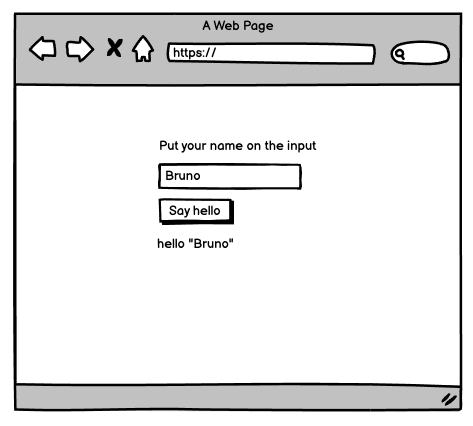 A Web Page
https://
Put your name on the input
Bruno
Say hello
hello "Bruno"